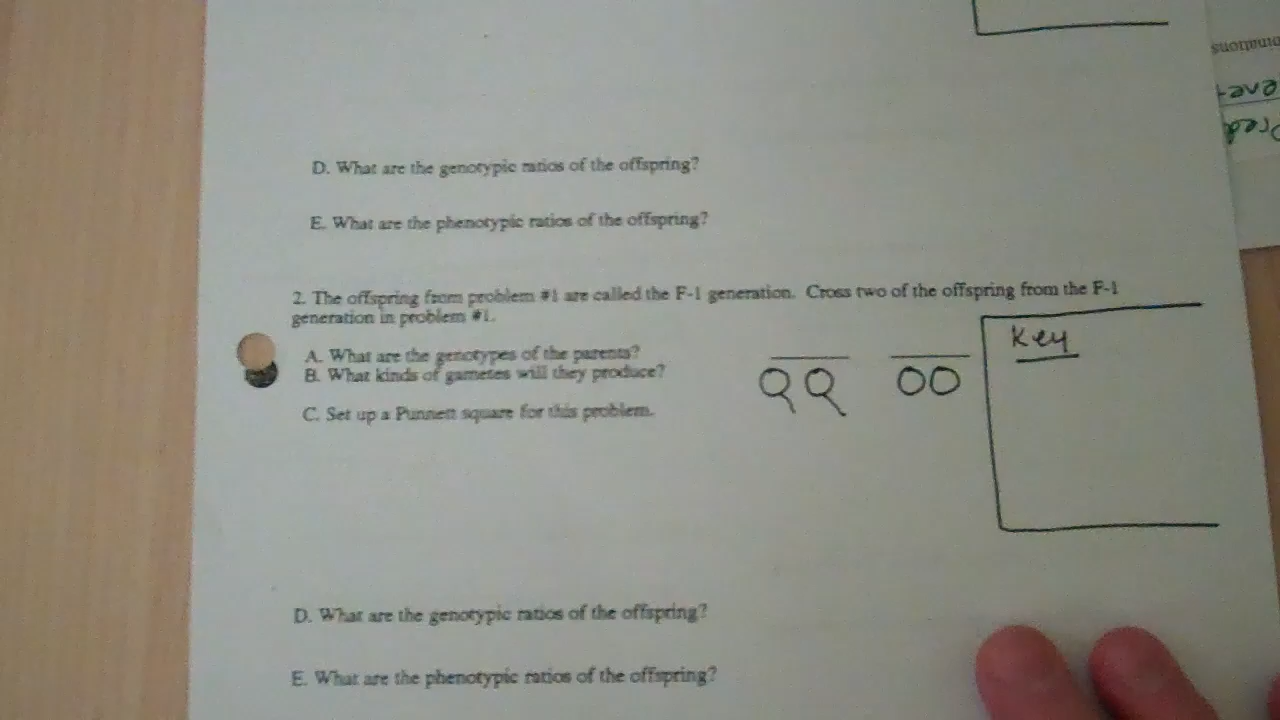 D. What are the genotypic ratios of the offspring?
E. What are the phenotypic ratios of the offspring?
2. The offspring from problem #1 are called the F-1 generation. Cross two of the offspring from the F-1
generation in problem #1.
A. What are the genotypes of the parents?
B. What kinds of gametes will they produce?
C. Set up a Punnett square for this problem.
Key
D. What are the genotypic ratios of the offspring?
E. What are the phenotypic ratios of the offspring?